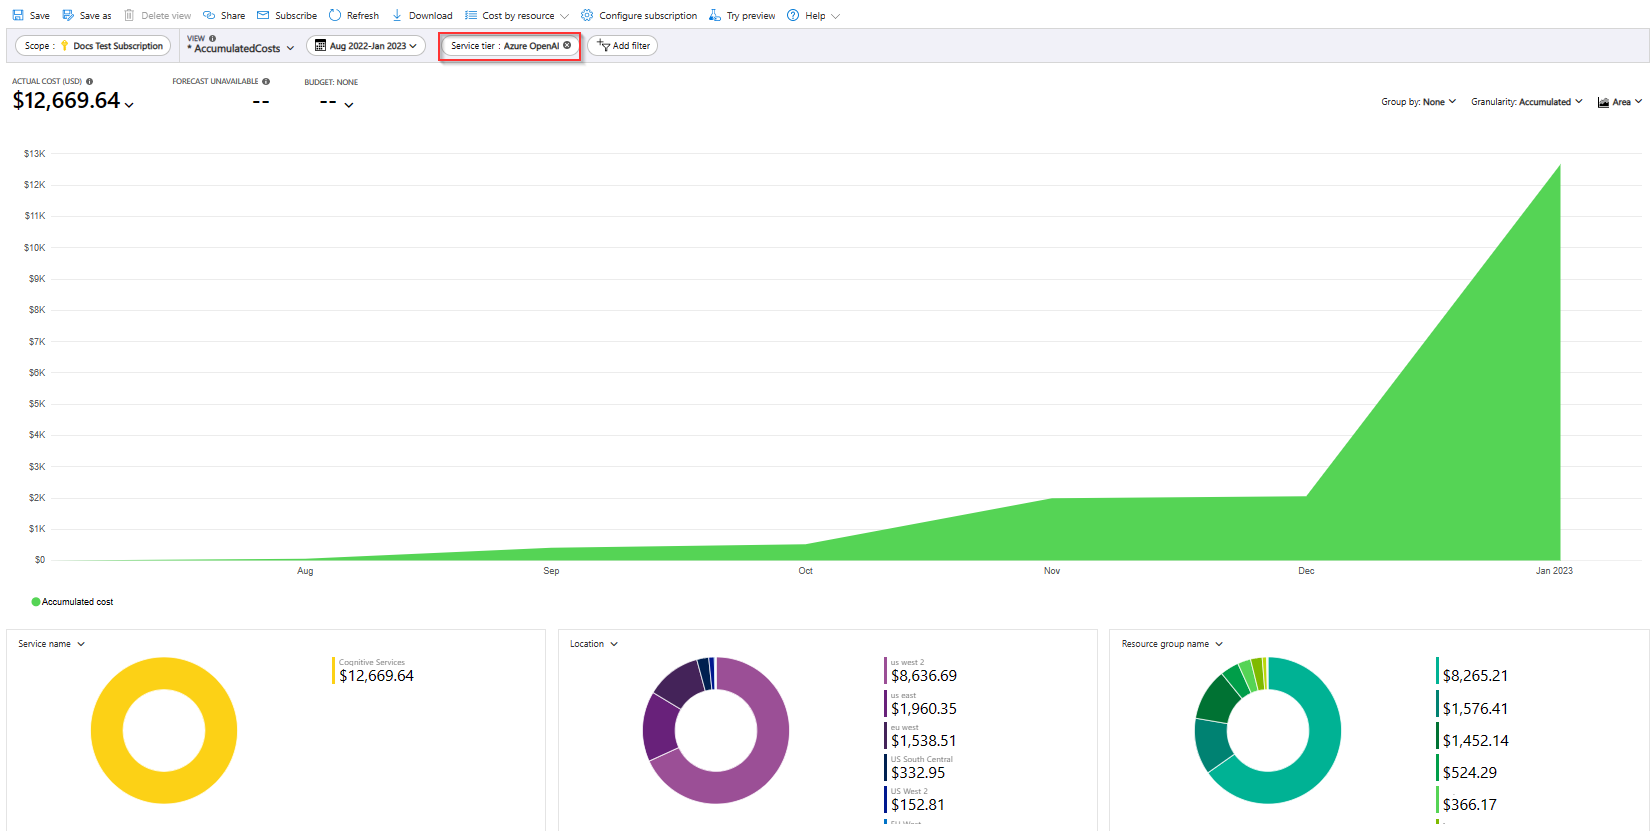 Save Save as Delete view Share Subscribe Refresh Download Cost by resource Configure subscription Try preview Help
Scope : Docs Test Subscription
VIEW
* AccumulatedCosts
Aug 2022-Jan 2023
Service tier : Azure OpenAI
Add filter
ACTUAL COST (USD)
$12,669.64
FORECAST UNAVAILABLE
--
BUDGET: NONE
--
Group by: None Granularity: Accumulated Area
$13K
$12K
$11K
$10K
$9K
$8K
$7K
$6K
$5K
$4K
$3K
$2K
$1K
$0
Aug Sep Oct Nov Dec Jan 2023
Accumulated cost
Service name
Cognitive Services
$12,669.64
Location
us west 2
$8,636.69
us east
$1,960.35
eu west
$1,538.51
US South Central
$332.95
US West 2
$152.81
EU West
Resource group name
$8,265.21
$1,576.41
$1,452.14
$524.29
$366.17